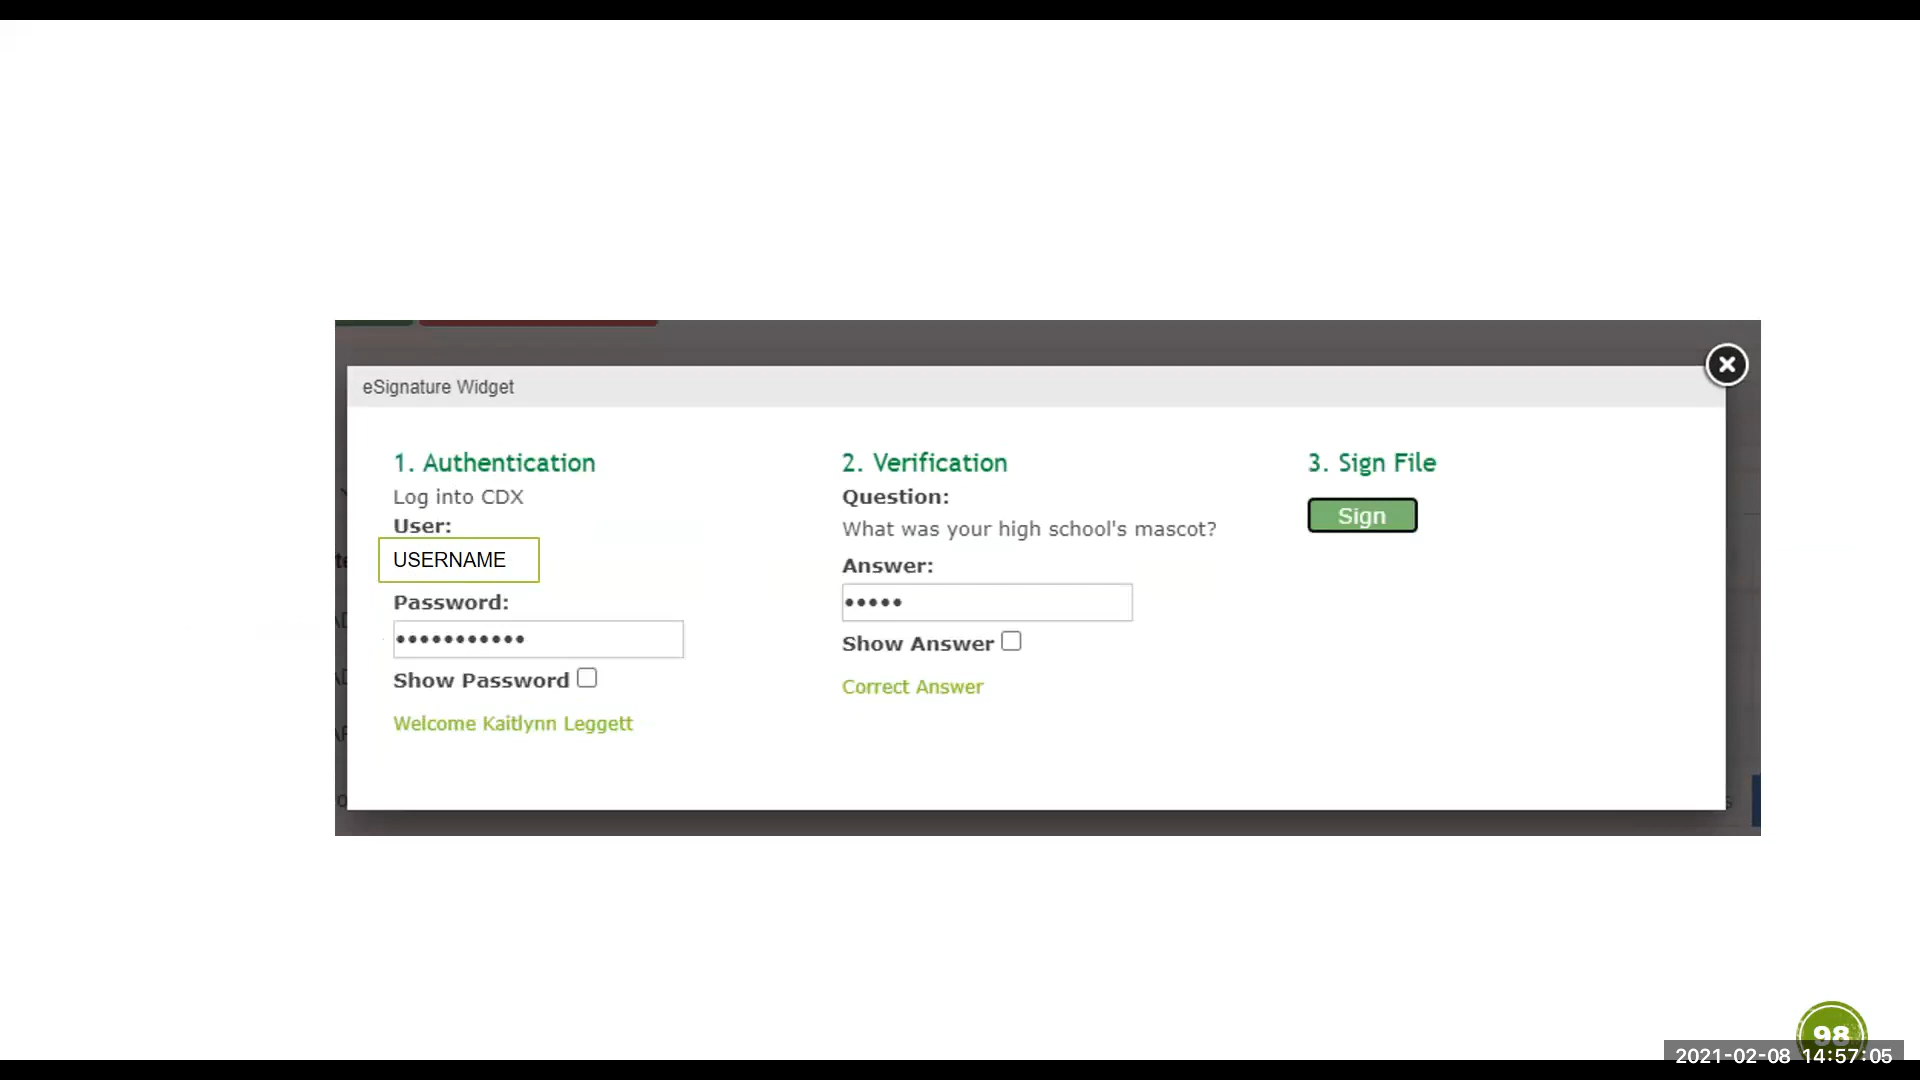 eSignature Widget
1. Authentication
Log into CDX
User:
USERNAME
Password:
•••••••••••
Show Password
Welcome Kaitlynn Leggett
2. Verification
Question:
What was your high school's mascot?
Answer:
•••••
Show Answer
Correct Answer
3. Sign File
Sign
98
2021-02-08 14:57:05